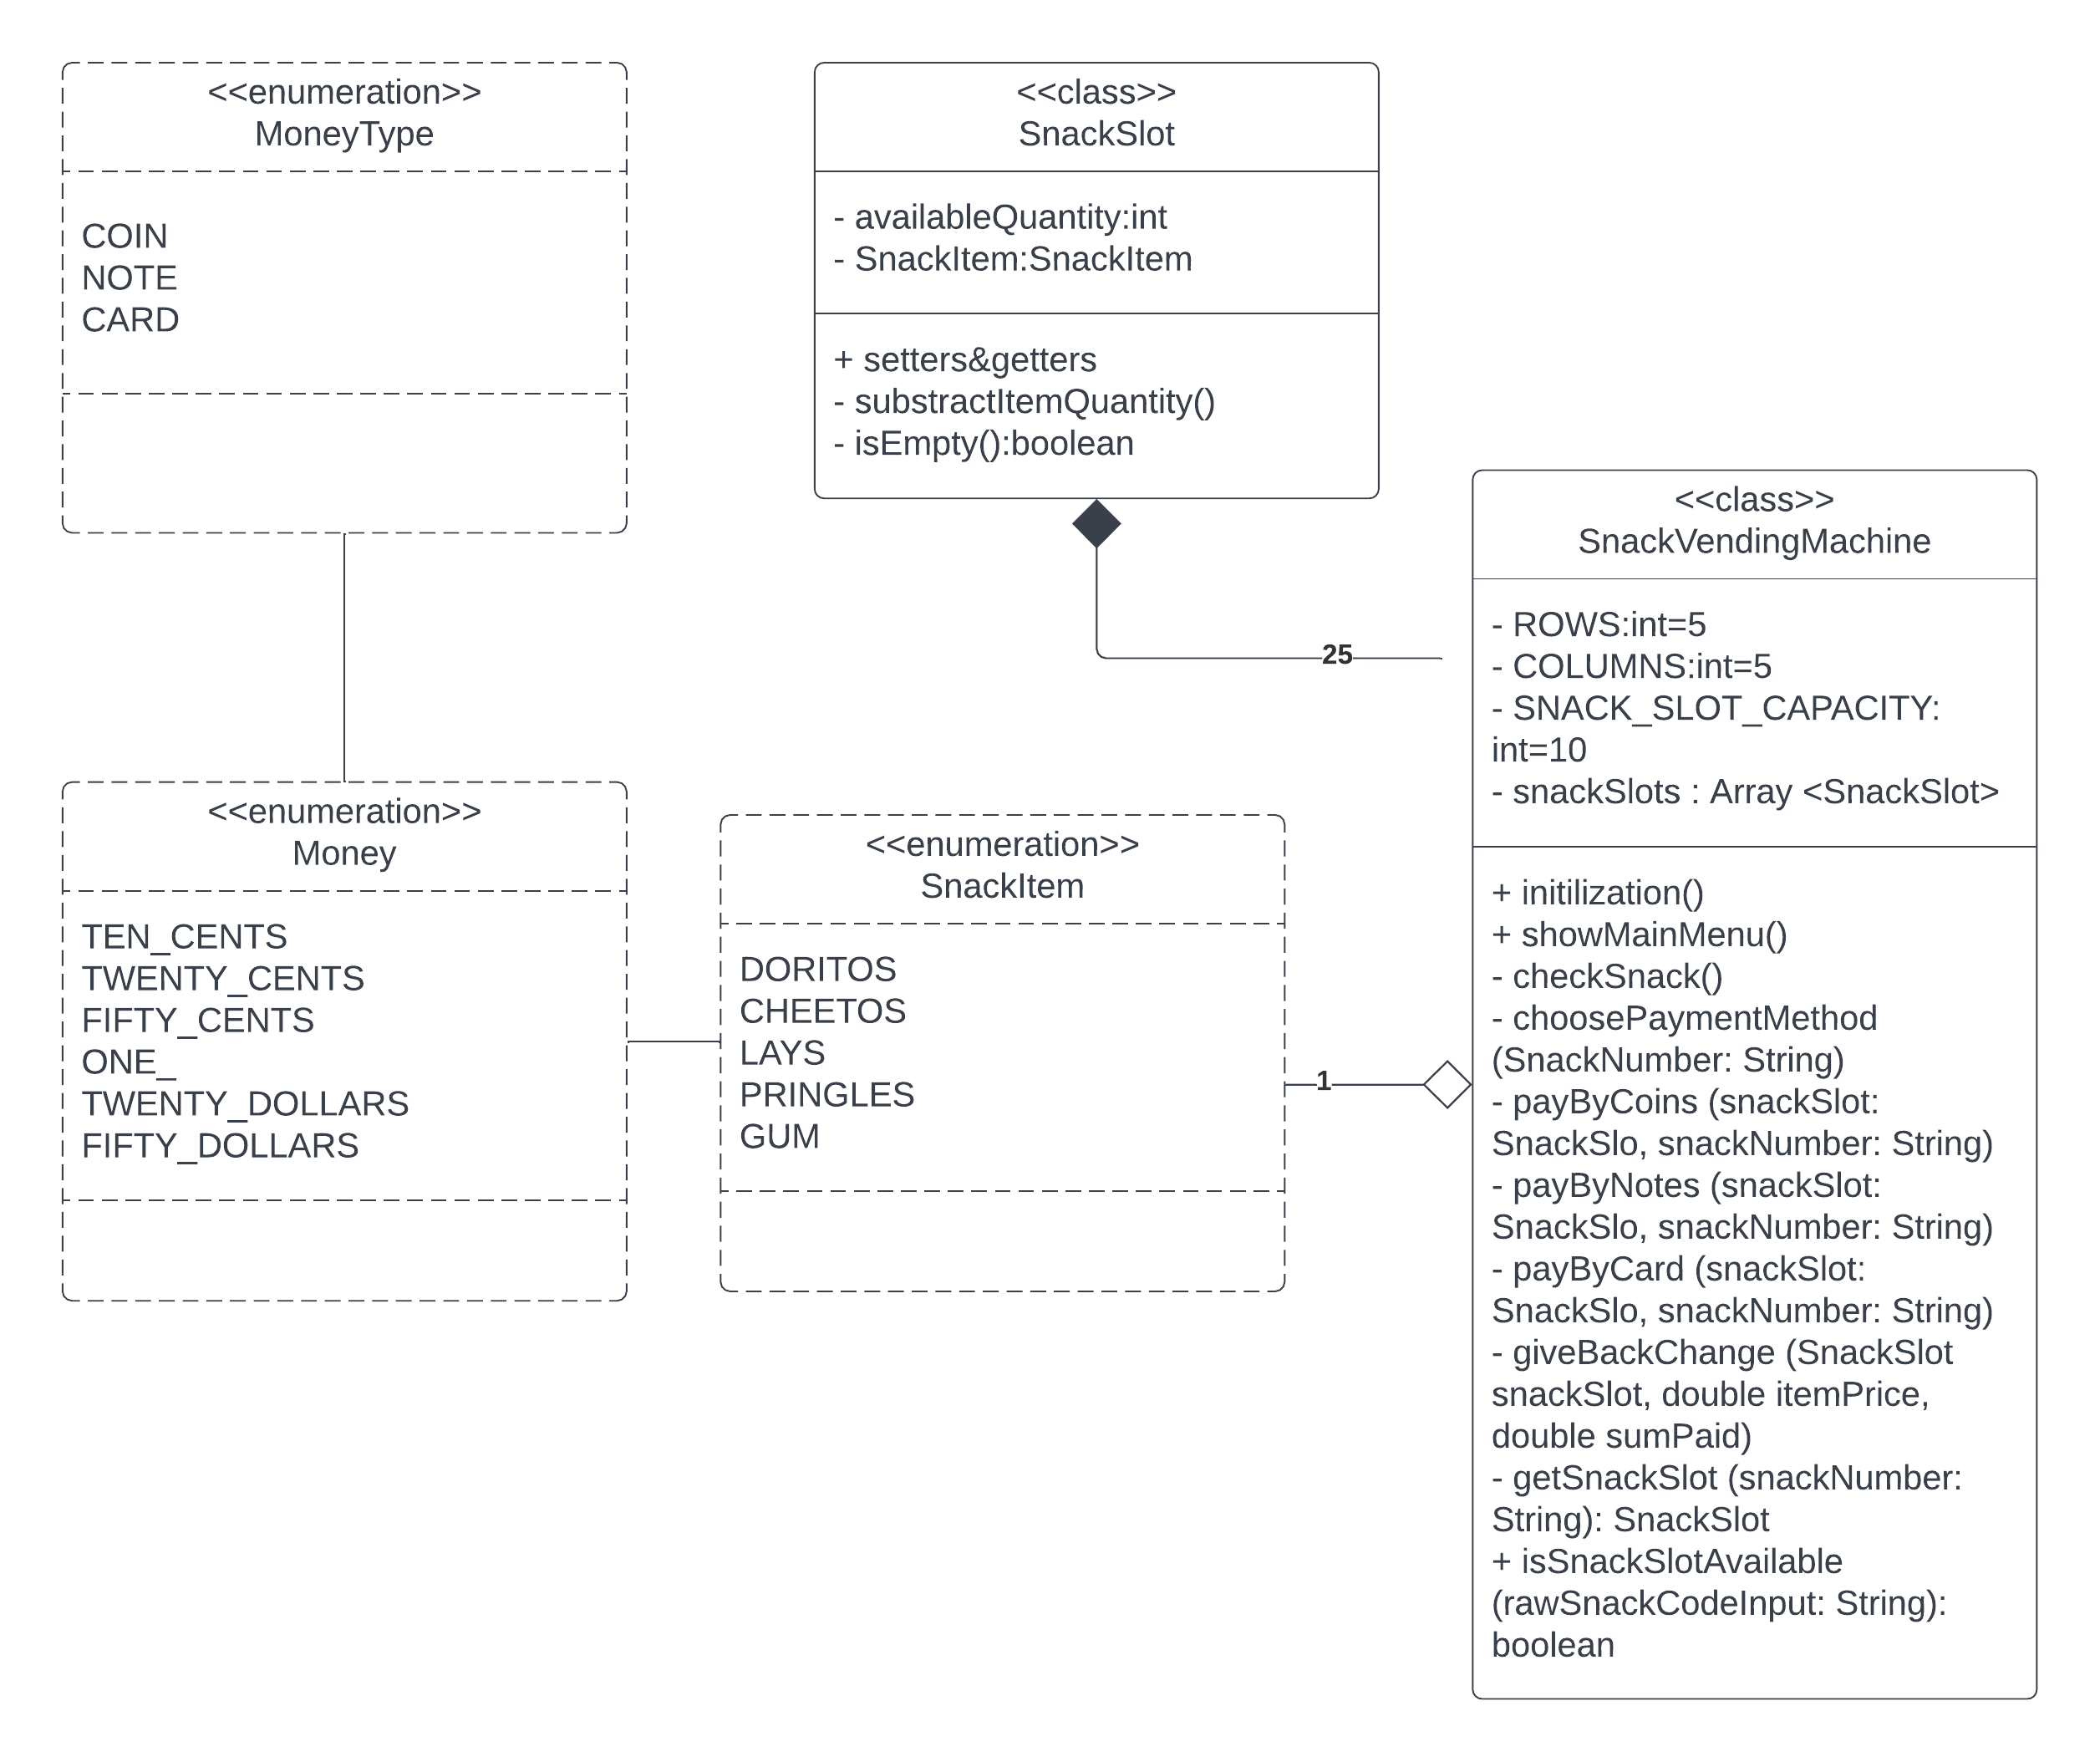 <<enumeration>>
MoneyType
COIN
NOTE
CARD
<<class>>
SnackSlot
- availableQuantity:int
- SnackItem:SnackItem
+ setters&getters
- substractItemQuantity()
- isEmpty():boolean
25
<<class>>
SnackVendingMachine
- ROWS:int=5
- COLUMNS:int=5
- SNACK_SLOT_CAPACITY:
int=10
- snackSlots : Array <SnackSlot>
+ initilization()
+ showMainMenu()
- checkSnack()
- choosePaymentMethod
(SnackNumber: String)
- payByCoins (snackSlot:
SnackSlo, snackNumber: String)
- payByNotes (snackSlot:
SnackSlo, snackNumber: String)
- payByCard (snackSlot:
SnackSlo, snackNumber: String)
- giveBackChange (SnackSlot
snackSlot, double itemPrice,
double sumPaid)
- getSnackSlot (snackNumber:
String): SnackSlot
+ isSnackSlotAvailable
(rawSnackCodeInput: String):
boolean
<<enumeration>>
Money
TEN_CENTS
TWENTY_CENTS
FIFTY_CENTS
ONE_
TWENTY_DOLLARS
FIFTY_DOLLARS
<<enumeration>>
SnackItem
DORITOS
CHEETOS
LAYS
PRINGLES
GUM
1